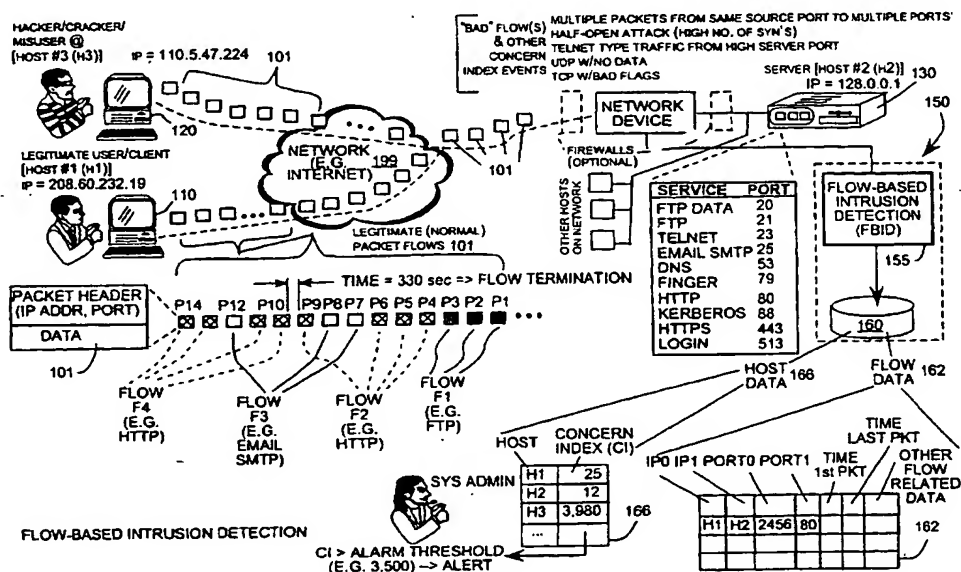 HACKER/CRACKER/
MISUSER @
[HOST #3 (H3)]
IP = 110.5.47.224
101
120
"BAD" FLOW(S)
& OTHER
CONCERN
INDEX EVENTS
MULTIPLE PACKETS FROM SAME SOURCE PORT TO MULTIPLE PORTS'
HALF-OPEN ATTACK (HIGH NO. OF SYN'S)
TELNET TYPE TRAFFIC FROM HIGH SERVER PORT
UDP W/NO DATA
TCP W/BAD FLAGS
SERVER [HOST #2 (H2)]
IP = 128.0.0.1
130
150
NETWORK
DEVICE
FIREWALLS
(OPTIONAL)
LEGITIMATE USER/CLIENT
[HOST #1 (H1)]
IP = 208.60.232.19
110
NETWORK
(E.G. 199
INTERNET)
101
OTHER HOSTS
ON NETWORK
SERVICE PORT
FTP DATA 20
FTP 21
TELNET 23
EMAIL SMTP 25
DNS 53
FINGER 79
HTTP 80
KERBEROS 88
HTTPS 443
LOGIN 513
FLOW-BASED
INTRUSION
DETECTION
(FBID)
155
160
LEGITIMATE (NORMAL)
PACKET FLOWS 101
TIME = 330 sec => FLOW TERMINATION
PACKET HEADER
(IP ADDR, PORT)
DATA
101
P14 P12 P10 P9 P8 P7 P6 P5 P4 P3 P2 P1
FLOW
F4
(E.G.
HTTP)
FLOW
F3
(E.G.
EMAIL
SMTP)
FLOW
F2
(E.G.
HTTP)
FLOW
F1
(E.G.
FTP)
HOST
DATA 166
FLOW 162
DATA
HOST
CONCERN
INDEX (CI)
H1 25
H2 12
H3 3,980
...
166
SYS ADMIN
CI > ALARM THRESHOLD
(E.G. 3,500) --> ALERT
IP0 IP1 PORT0 PORT1
TIME
1st PKT
TIME
LAST PKT
OTHER
FLOW
RELATED
DATA
H1 H2 2456 80
162
FLOW-BASED INTRUSION DETECTION